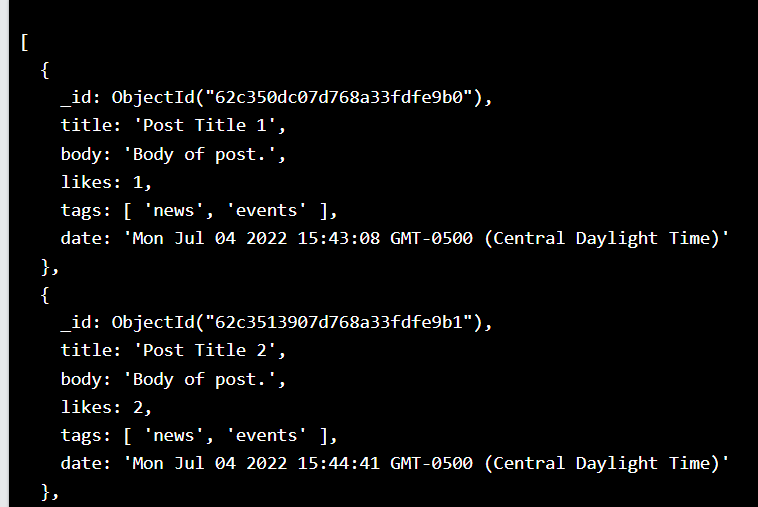 [
  {
    _id: ObjectId("62c350dc07d768a33fdfe9b0"),
    title: 'Post Title 1',
    body: 'Body of post.',
    likes: 1,
    tags: [ 'news', 'events' ],
    date: 'Mon Jul 04 2022 15:43:08 GMT-0500 (Central Daylight Time)'
  },
  {
    _id: ObjectId("62c3513907d768a33fdfe9b1"),
    title: 'Post Title 2',
    body: 'Body of post.',
    likes: 2,
    tags: [ 'news', 'events' ],
    date: 'Mon Jul 04 2022 15:44:41 GMT-0500 (Central Daylight Time)'
  },